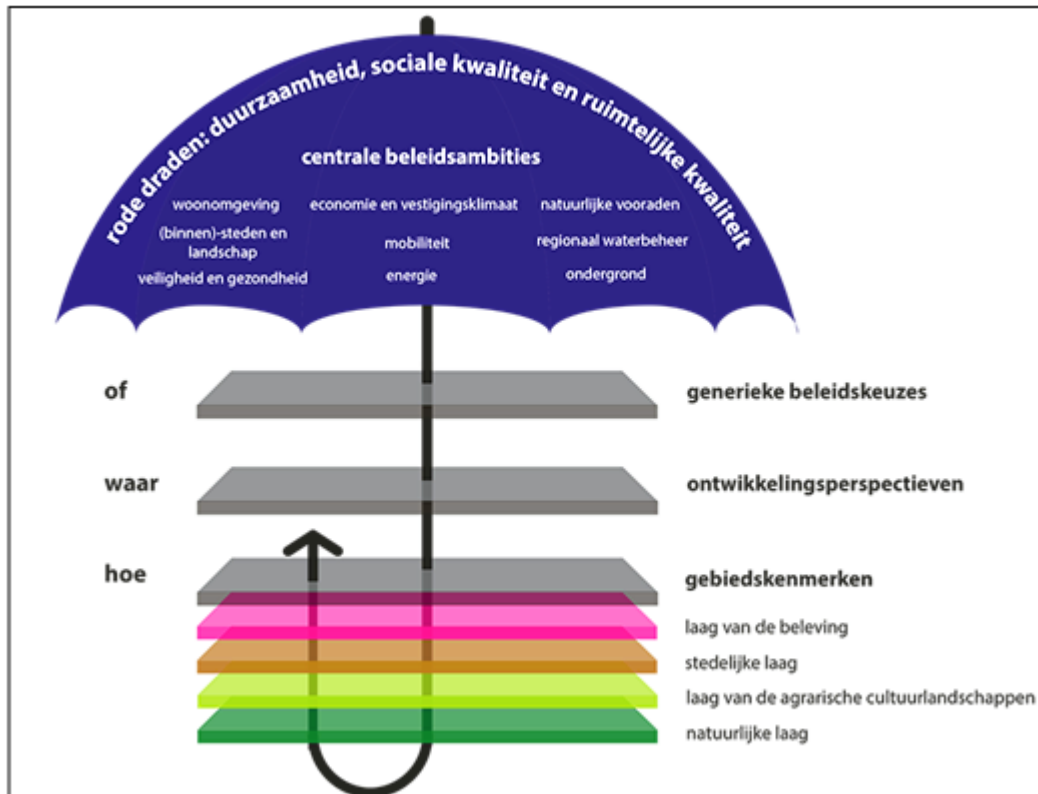 rode draden: duurzaamheid, sociale kwaliteit en ruimtelijke kwaliteit
centrale beleidsambities
woonomgeving
economie en vestigingsklimaat
natuurlijke vooraden
(binnen)-steden en
landschap
mobiliteit
regionaal waterbeheer
veiligheid en gezondheid
energie
ondergrond
of
generieke beleidskeuzes
waar
ontwikkelingsperspectieven
hoe
gebiedskenmerken
laag van de beleving
stedelijke laag
laag van de agrarische cultuurlandschappen
natuurlijke laag